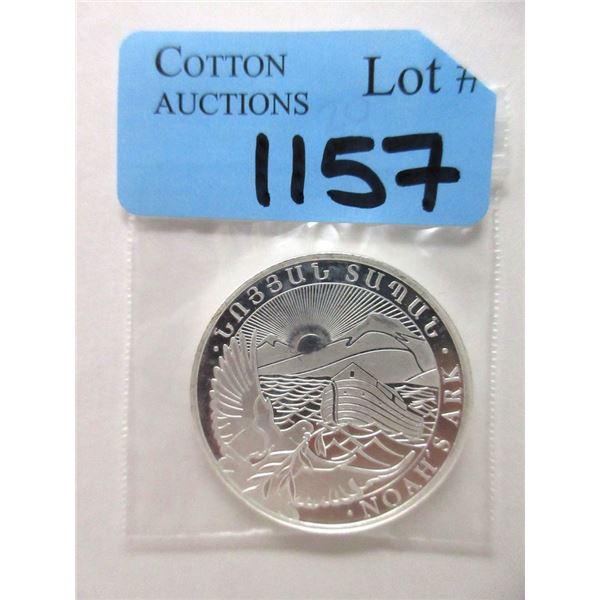 COTTON
AUCTIONS
Lot #
1157
· ՆՈՅՅԱՆ ՏԱՊԱՆ ·
· NOAH'S ARK